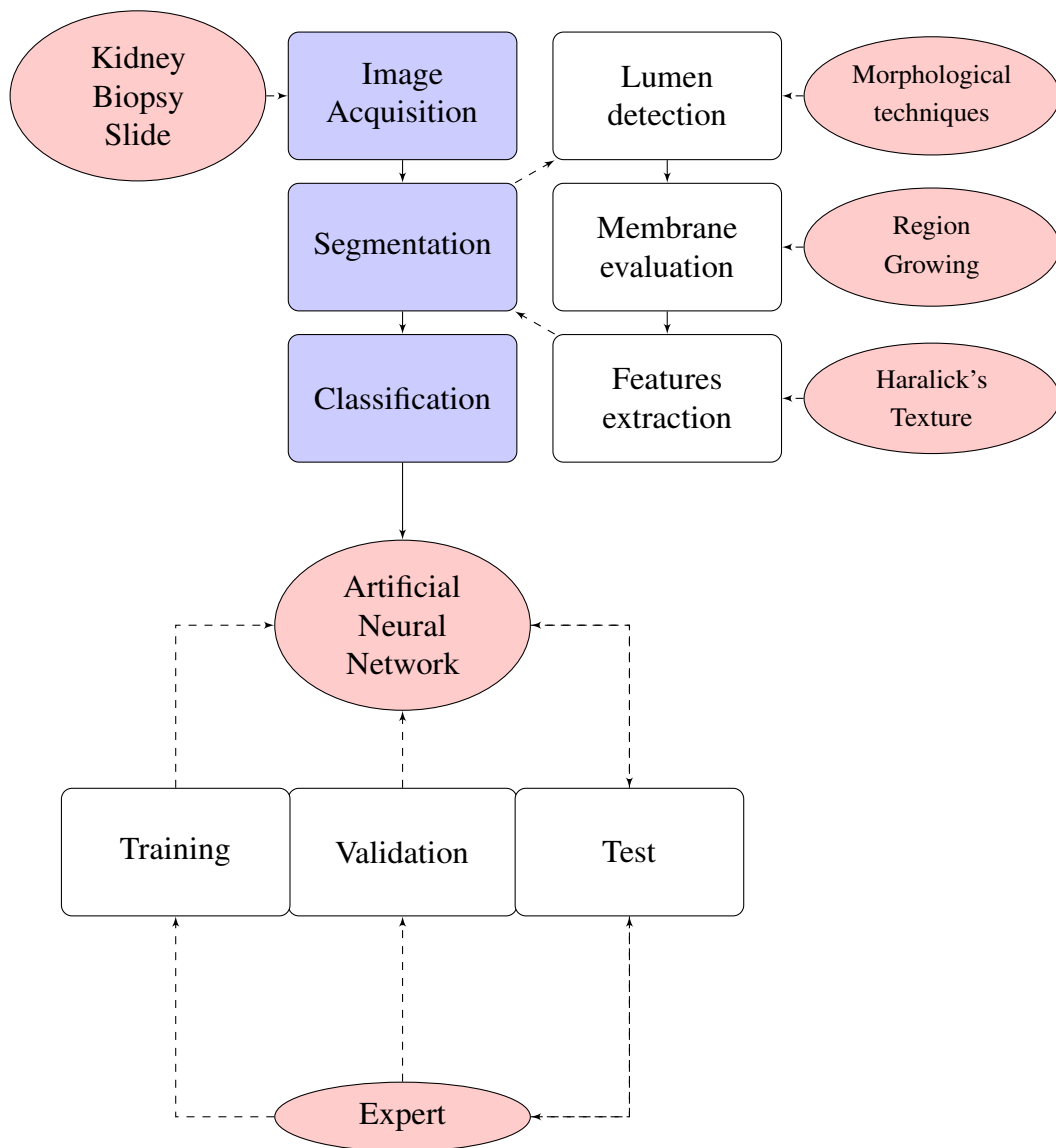 Kidney
Biopsy
Slide
Image
Acquisition
Lumen
detection
Morphological
techniques
Segmentation
Membrane
evaluation
Region
Growing
Classification
Features
extraction
Haralick's
Texture
Artificial
Neural
Network
Training
Validation
Test
Expert